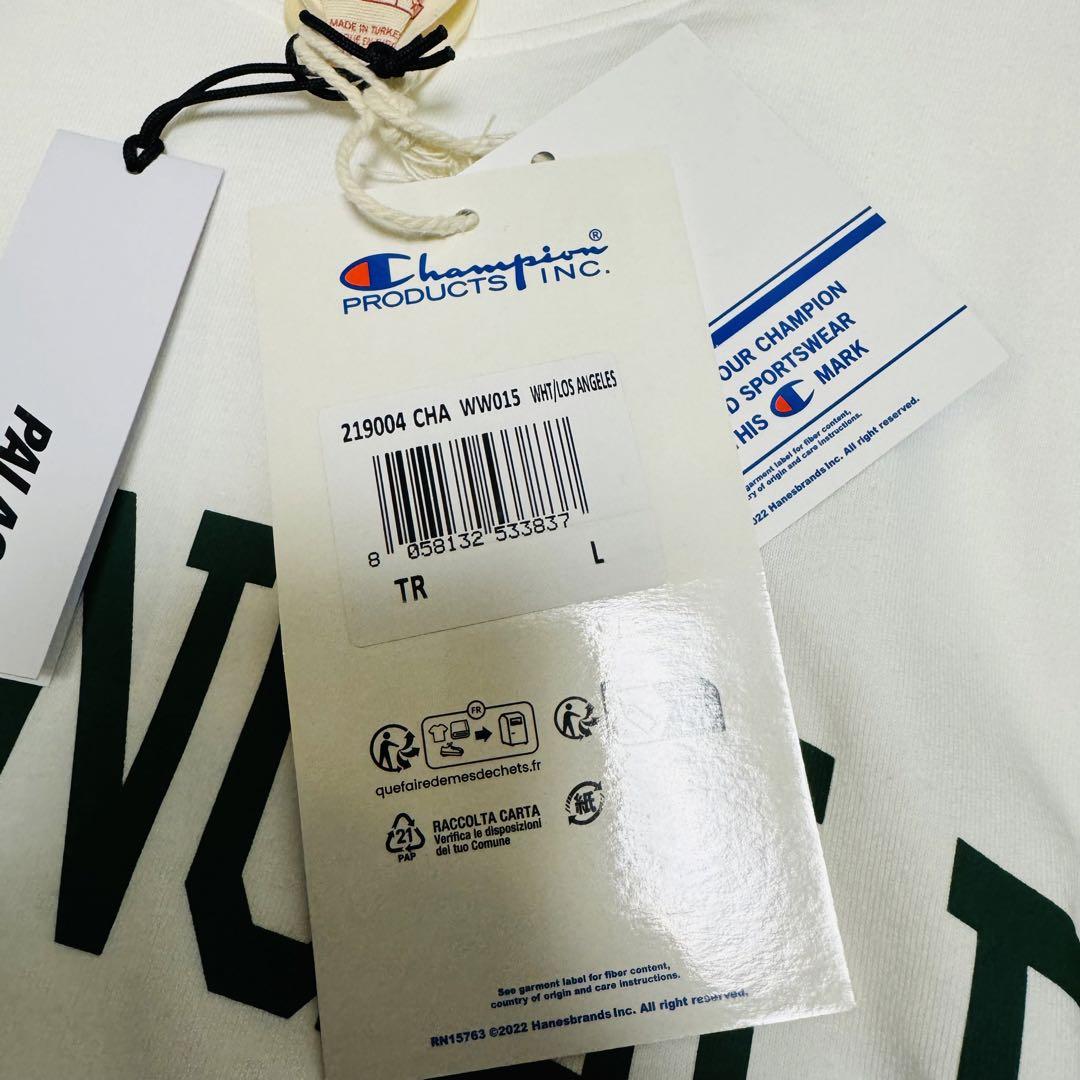 MADE IN TURKEY
Champion®
PRODUCTS INC.
219004 CHA WW015 WHT/LOS ANGELES
8 058132 533837
TR L
FR
quefairedemesdechets.fr
21
PAP
RACCOLTA CARTA
Verifica le disposizioni
del tuo Comune
紙
See garment label for fiber content,
country of origin and care instructions.
RN15763 ©2022 Hanesbrands Inc. All right reserved.
OUR CHAMPION
D SPORTSWEAR
HIS C MARK
garment label for fiber content,
ry of origin and care instructions.
022 Hanesbrands Inc. All right reserved.
PALAC